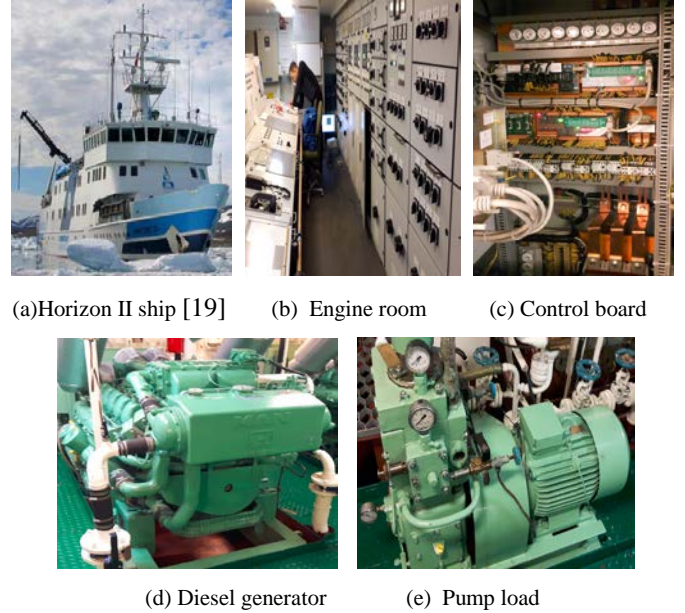 (a)Horizon II ship [19]
(b) Engine room
(c) Control board
(d) Diesel generator
(e) Pump load